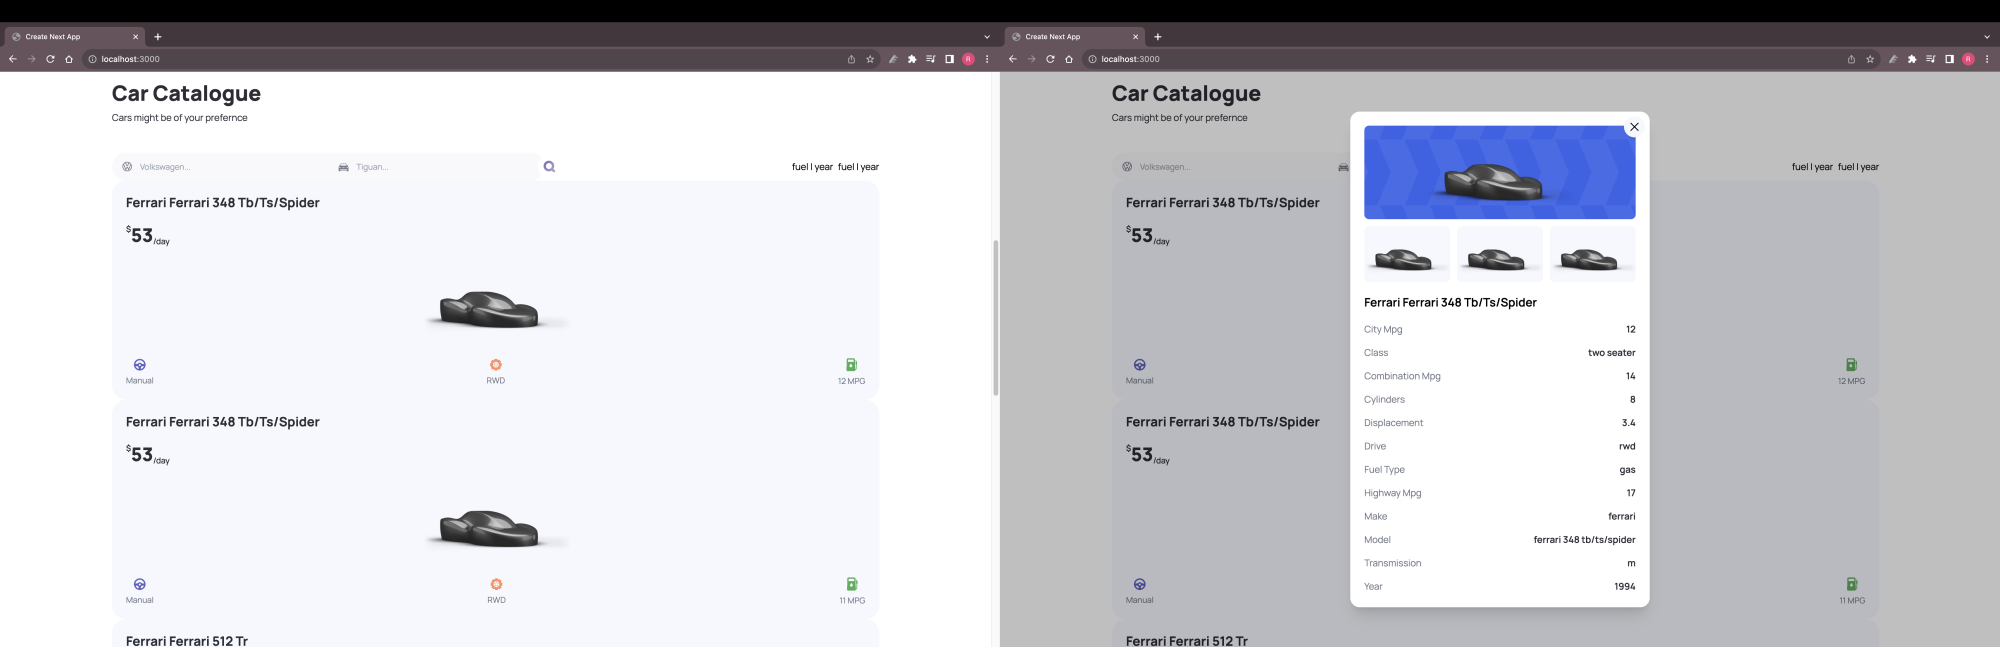 Create Next App
localhost:3000
R
Car Catalogue
Cars might be of your prefernce
Volkswagen...
Tiguan...
fuel | year fuel | year
Ferrari Ferrari 348 Tb/Ts/Spider
$53/day
Manual
RWD
12 MPG
Ferrari Ferrari 348 Tb/Ts/Spider
$53/day
Manual
RWD
11 MPG
Ferrari Ferrari 512 Tr
Create Next App
localhost:3000
R
Car Catalogue
Cars might be of your prefernce
Volkswagen...
fuel | year fuel | year
Ferrari Ferrari 348 Tb/Ts/Spider
$53/day
Manual
12 MPG
Ferrari Ferrari 348 Tb/Ts/Spider
$53/day
Manual
11 MPG
Ferrari Ferrari 512 Tr
Ferrari Ferrari 348 Tb/Ts/Spider
City Mpg 12
Class two seater
Combination Mpg 14
Cylinders 8
Displacement 3.4
Drive rwd
Fuel Type gas
Highway Mpg 17
Make ferrari
Model ferrari 348 tb/ts/spider
Transmission m
Year 1994